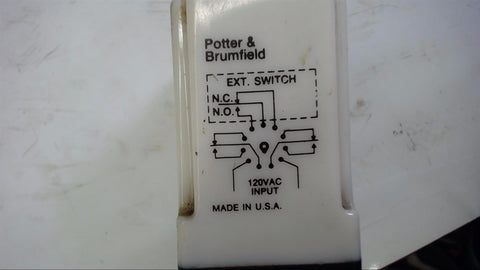 Potter &
Brumfield
EXT. SWITCH
N.C.
N.O.
120VAC
INPUT
MADE IN U.S.A.